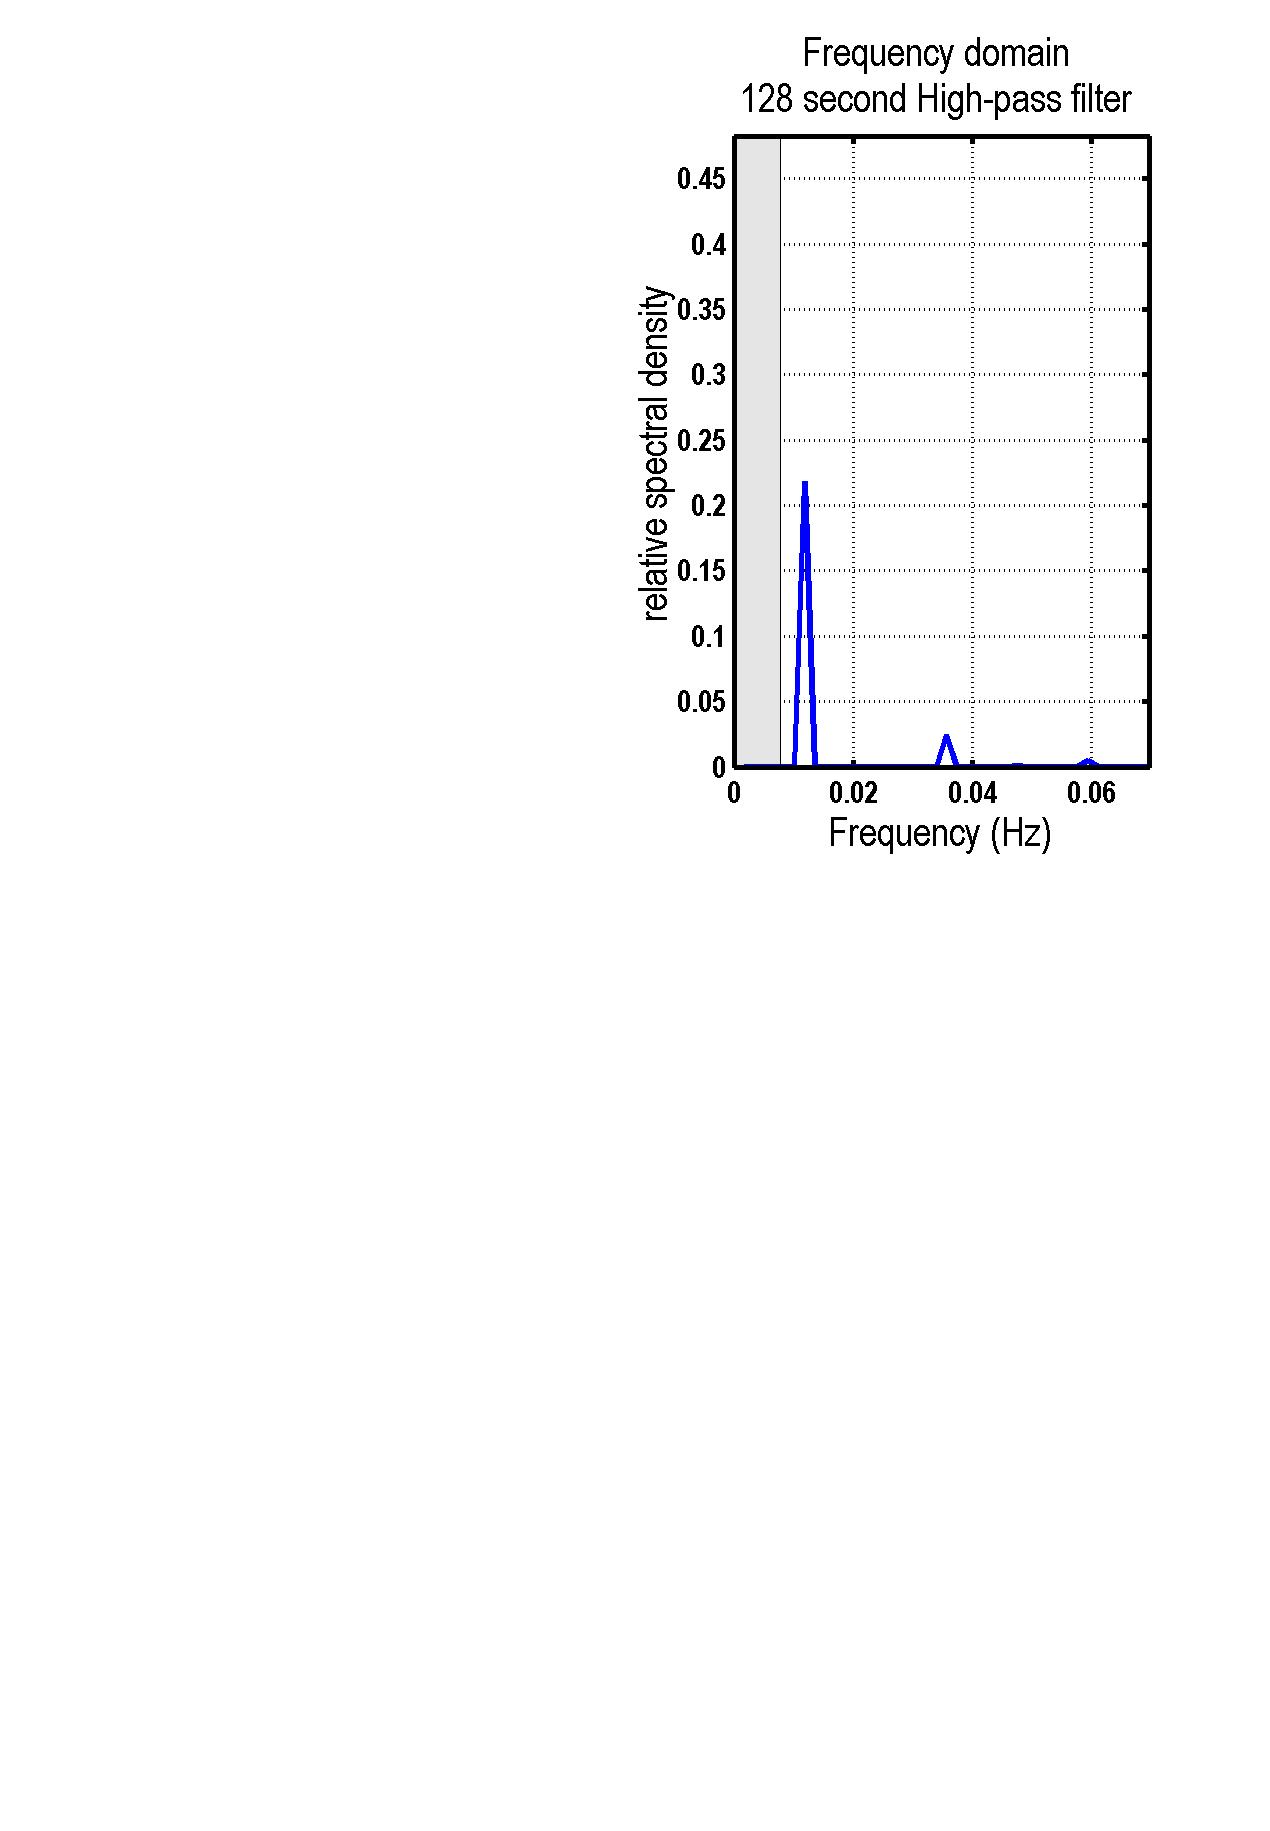 Frequency domain
128 second High-pass filter
0.45
0.4
0.35
0.3
0.25
0.2
0.15
0.1
0.05
0
relative spectral density
0 0.02 0.04 0.06
Frequency (Hz)